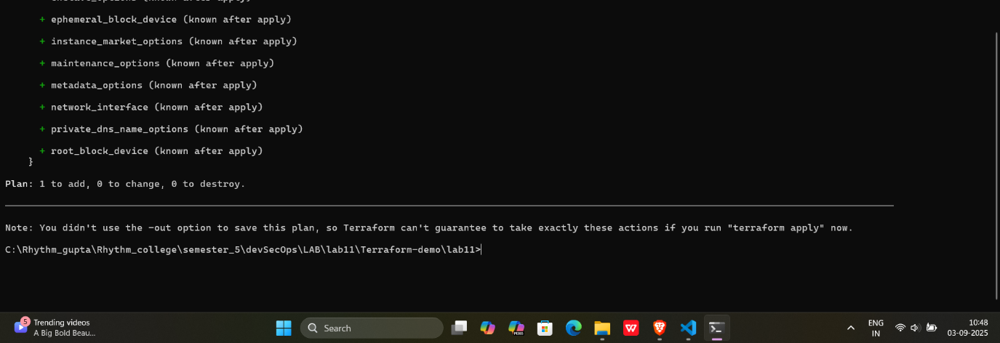 + ephemeral_block_device (known after apply)
+ instance_market_options (known after apply)
+ maintenance_options (known after apply)
+ metadata_options (known after apply)
+ network_interface (known after apply)
+ private_dns_name_options (known after apply)
+ root_block_device (known after apply)
}
Plan: 1 to add, 0 to change, 0 to destroy.
Note: You didn't use the -out option to save this plan, so Terraform can't guarantee to take exactly these actions if you run "terraform apply" now.
C:\Rhythm_gupta\Rhythm_college\semester_5\devSecOps\LAB\lab11\Terraform-demo\lab11>
5
Trending videos
A Big Bold Beau...
Search
M365
W
ENG
IN
10:48
03-09-2025